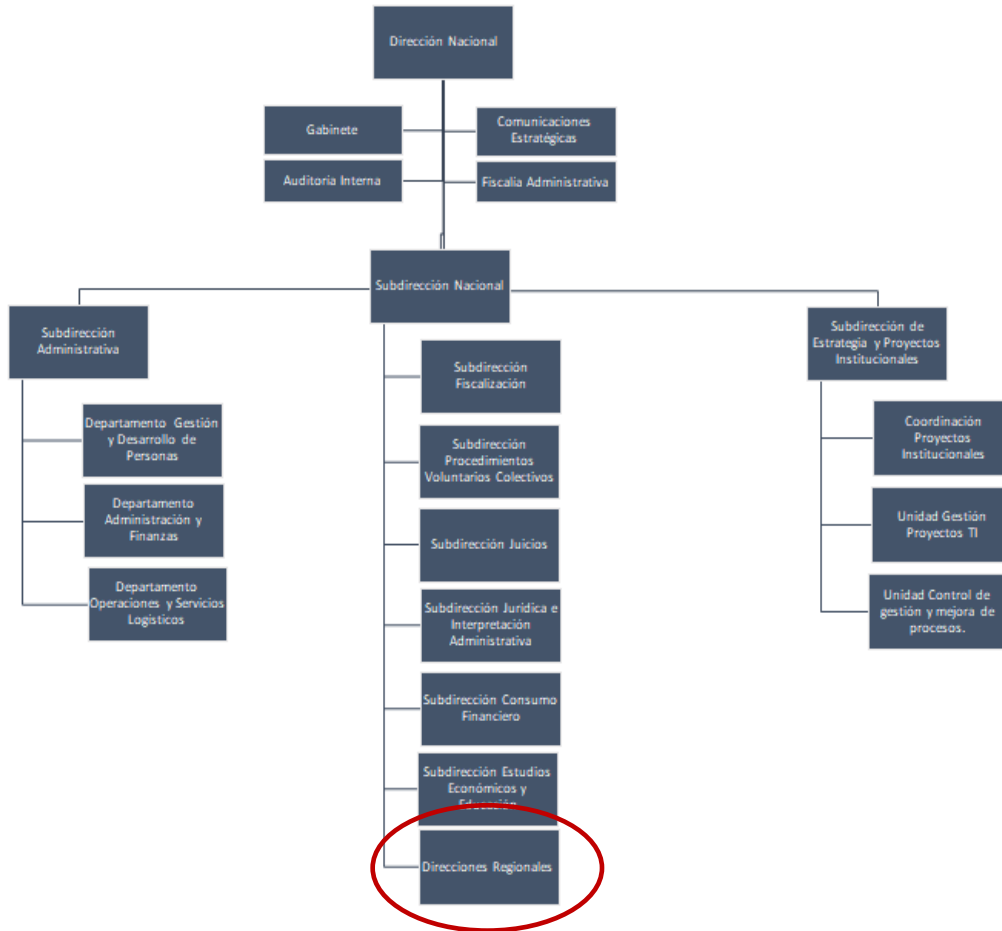 Dirección Nacional
Gabinete
Comunicaciones
Estratégicas
Auditoría Interna
Fiscalía Administrativa
Subdirección Nacional
Subdirección
Administrativa
Departamento Gestión
y Desarrollo de
Personas
Departamento
Administración y
Finanzas
Departamento
Operaciones y Servicios
Logísticos
Subdirección
Fiscalización
Subdirección
Procedimientos
Voluntarios Colectivos
Subdirección Juicios
Subdirección Jurídica e
Interpretación
Administrativa
Subdirección Consumo
Financiero
Subdirección Estudios
Económicos y
Educación
Direcciones Regionales
Subdirección de
Estrategia y Proyectos
Institucionales
Coordinación
Proyectos
Institucionales
Unidad Gestión
Proyectos TI
Unidad Control de
gestión y mejora de
procesos.